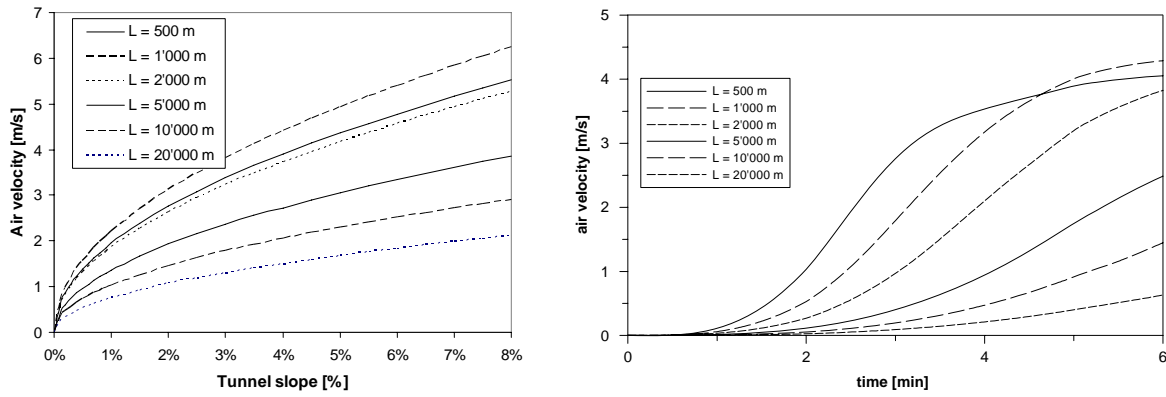 7
6
5
4
3
2
1
0
Air velocity [m/s]
L = 500 m
L = 1'000 m
L = 2'000 m
L = 5'000 m
L = 10'000 m
L = 20'000 m
0% 1% 2% 3% 4% 5% 6% 7% 8%
Tunnel slope [%]
5
4
3
2
1
0
air velocity [m/s]
L = 500 m
L = 1'000 m
L = 2'000 m
L = 5'000 m
L = 10'000 m
L = 20'000 m
0 2 4 6
time [min]